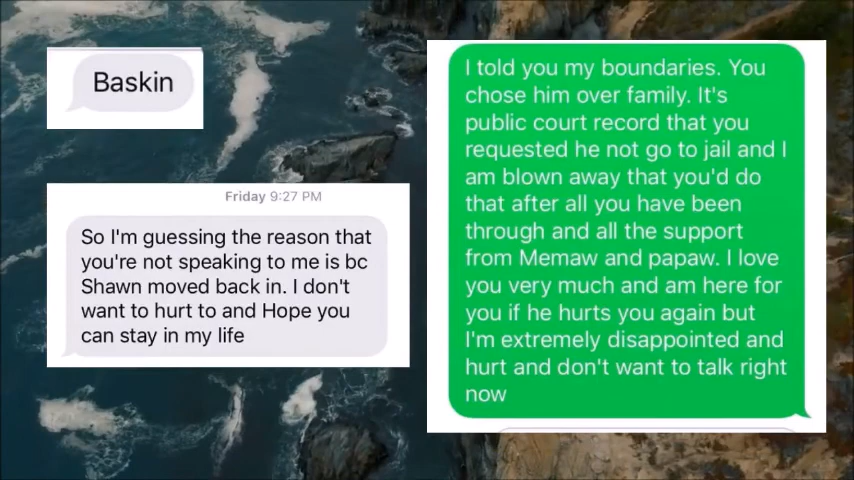 Baskin
Friday 9:27 PM
So I'm guessing the reason that
you're not speaking to me is bc
Shawn moved back in. I don't
want to hurt to and Hope you
can stay in my life
I told you my boundaries. You
chose him over family. It's
public court record that you
requested he not go to jail and I
am blown away that you'd do
that after all you have been
through and all the support
from Memaw and papaw. I love
you very much and am here for
you if he hurts you again but
I'm extremely disappointed and
hurt and don't want to talk right
now